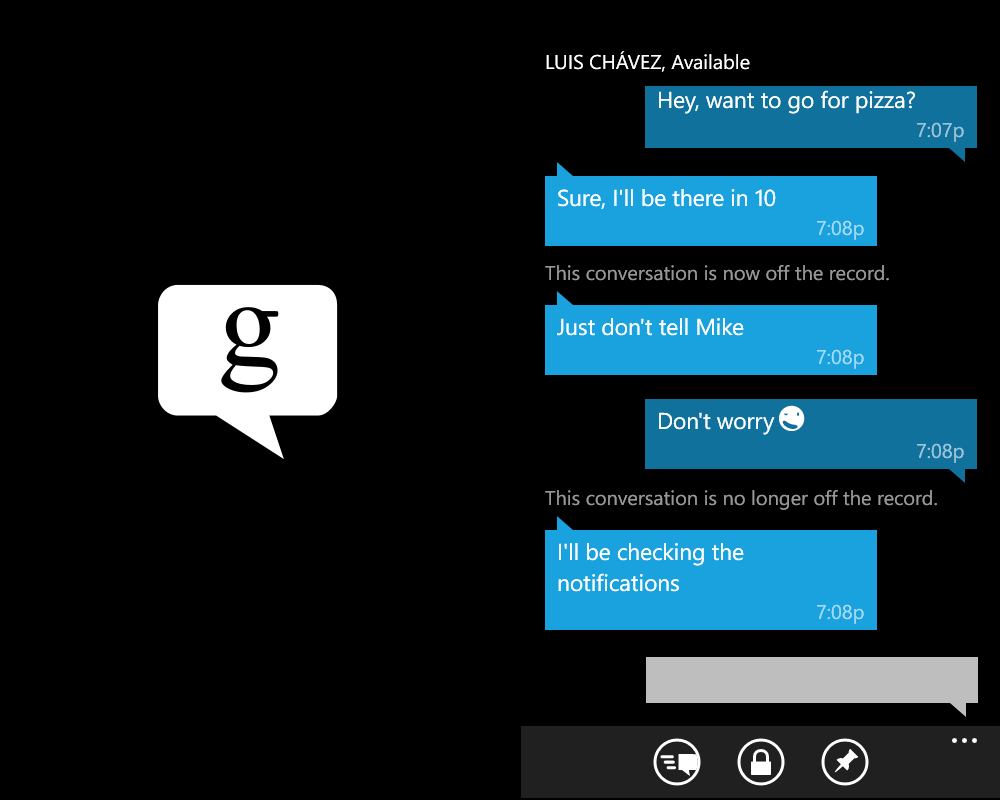 g
LUIS CHÁVEZ, Available
Hey, want to go for pizza?
7:07p
Sure, I'll be there in 10
7:08p
This conversation is now off the record.
Just don't tell Mike
7:08p
Don't worry
7:08p
This conversation is no longer off the record.
I'll be checking the
notifications
7:08p